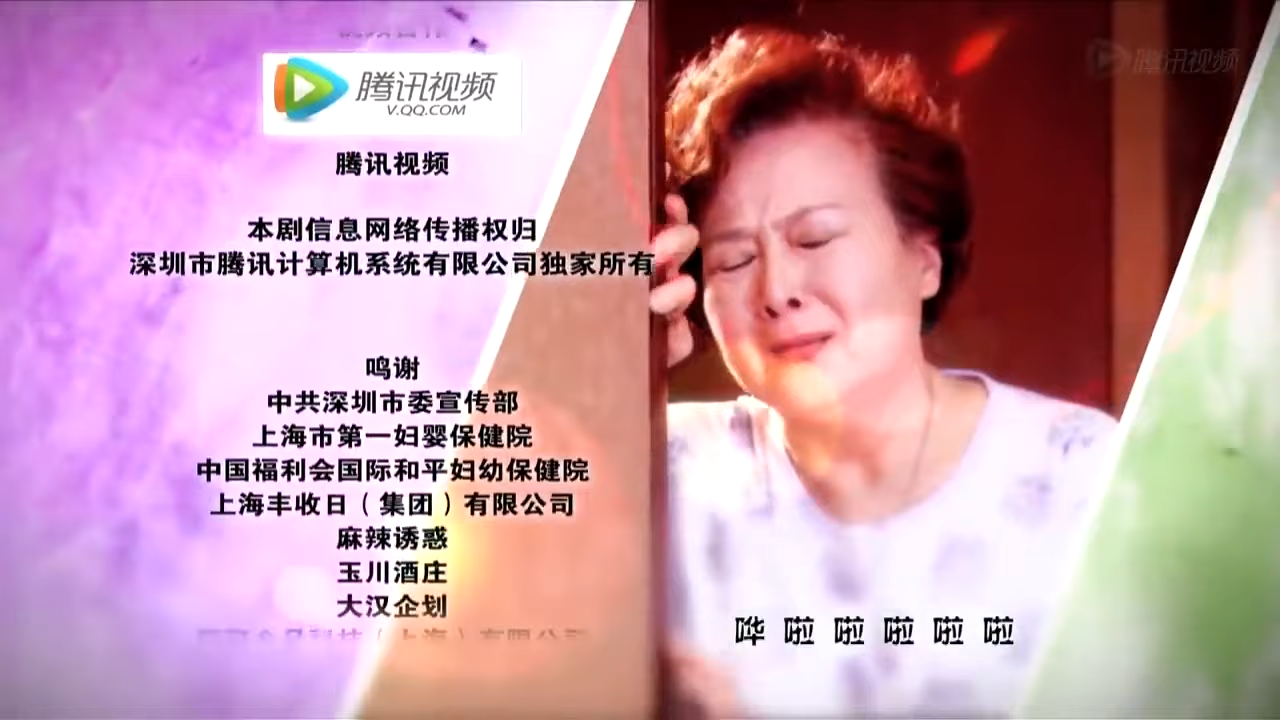 腾讯视频
V.QQ.COM
腾讯视频
腾讯视频
本剧信息网络传播权归
深圳市腾讯计算机系统有限公司独家所有
鸣谢
中共深圳市委宣传部
上海市第一妇婴保健院
中国福利会国际和平妇幼保健院
上海丰收日（集团）有限公司
麻辣诱惑
玉川酒庄
大汉企划
哗啦啦啦啦啦